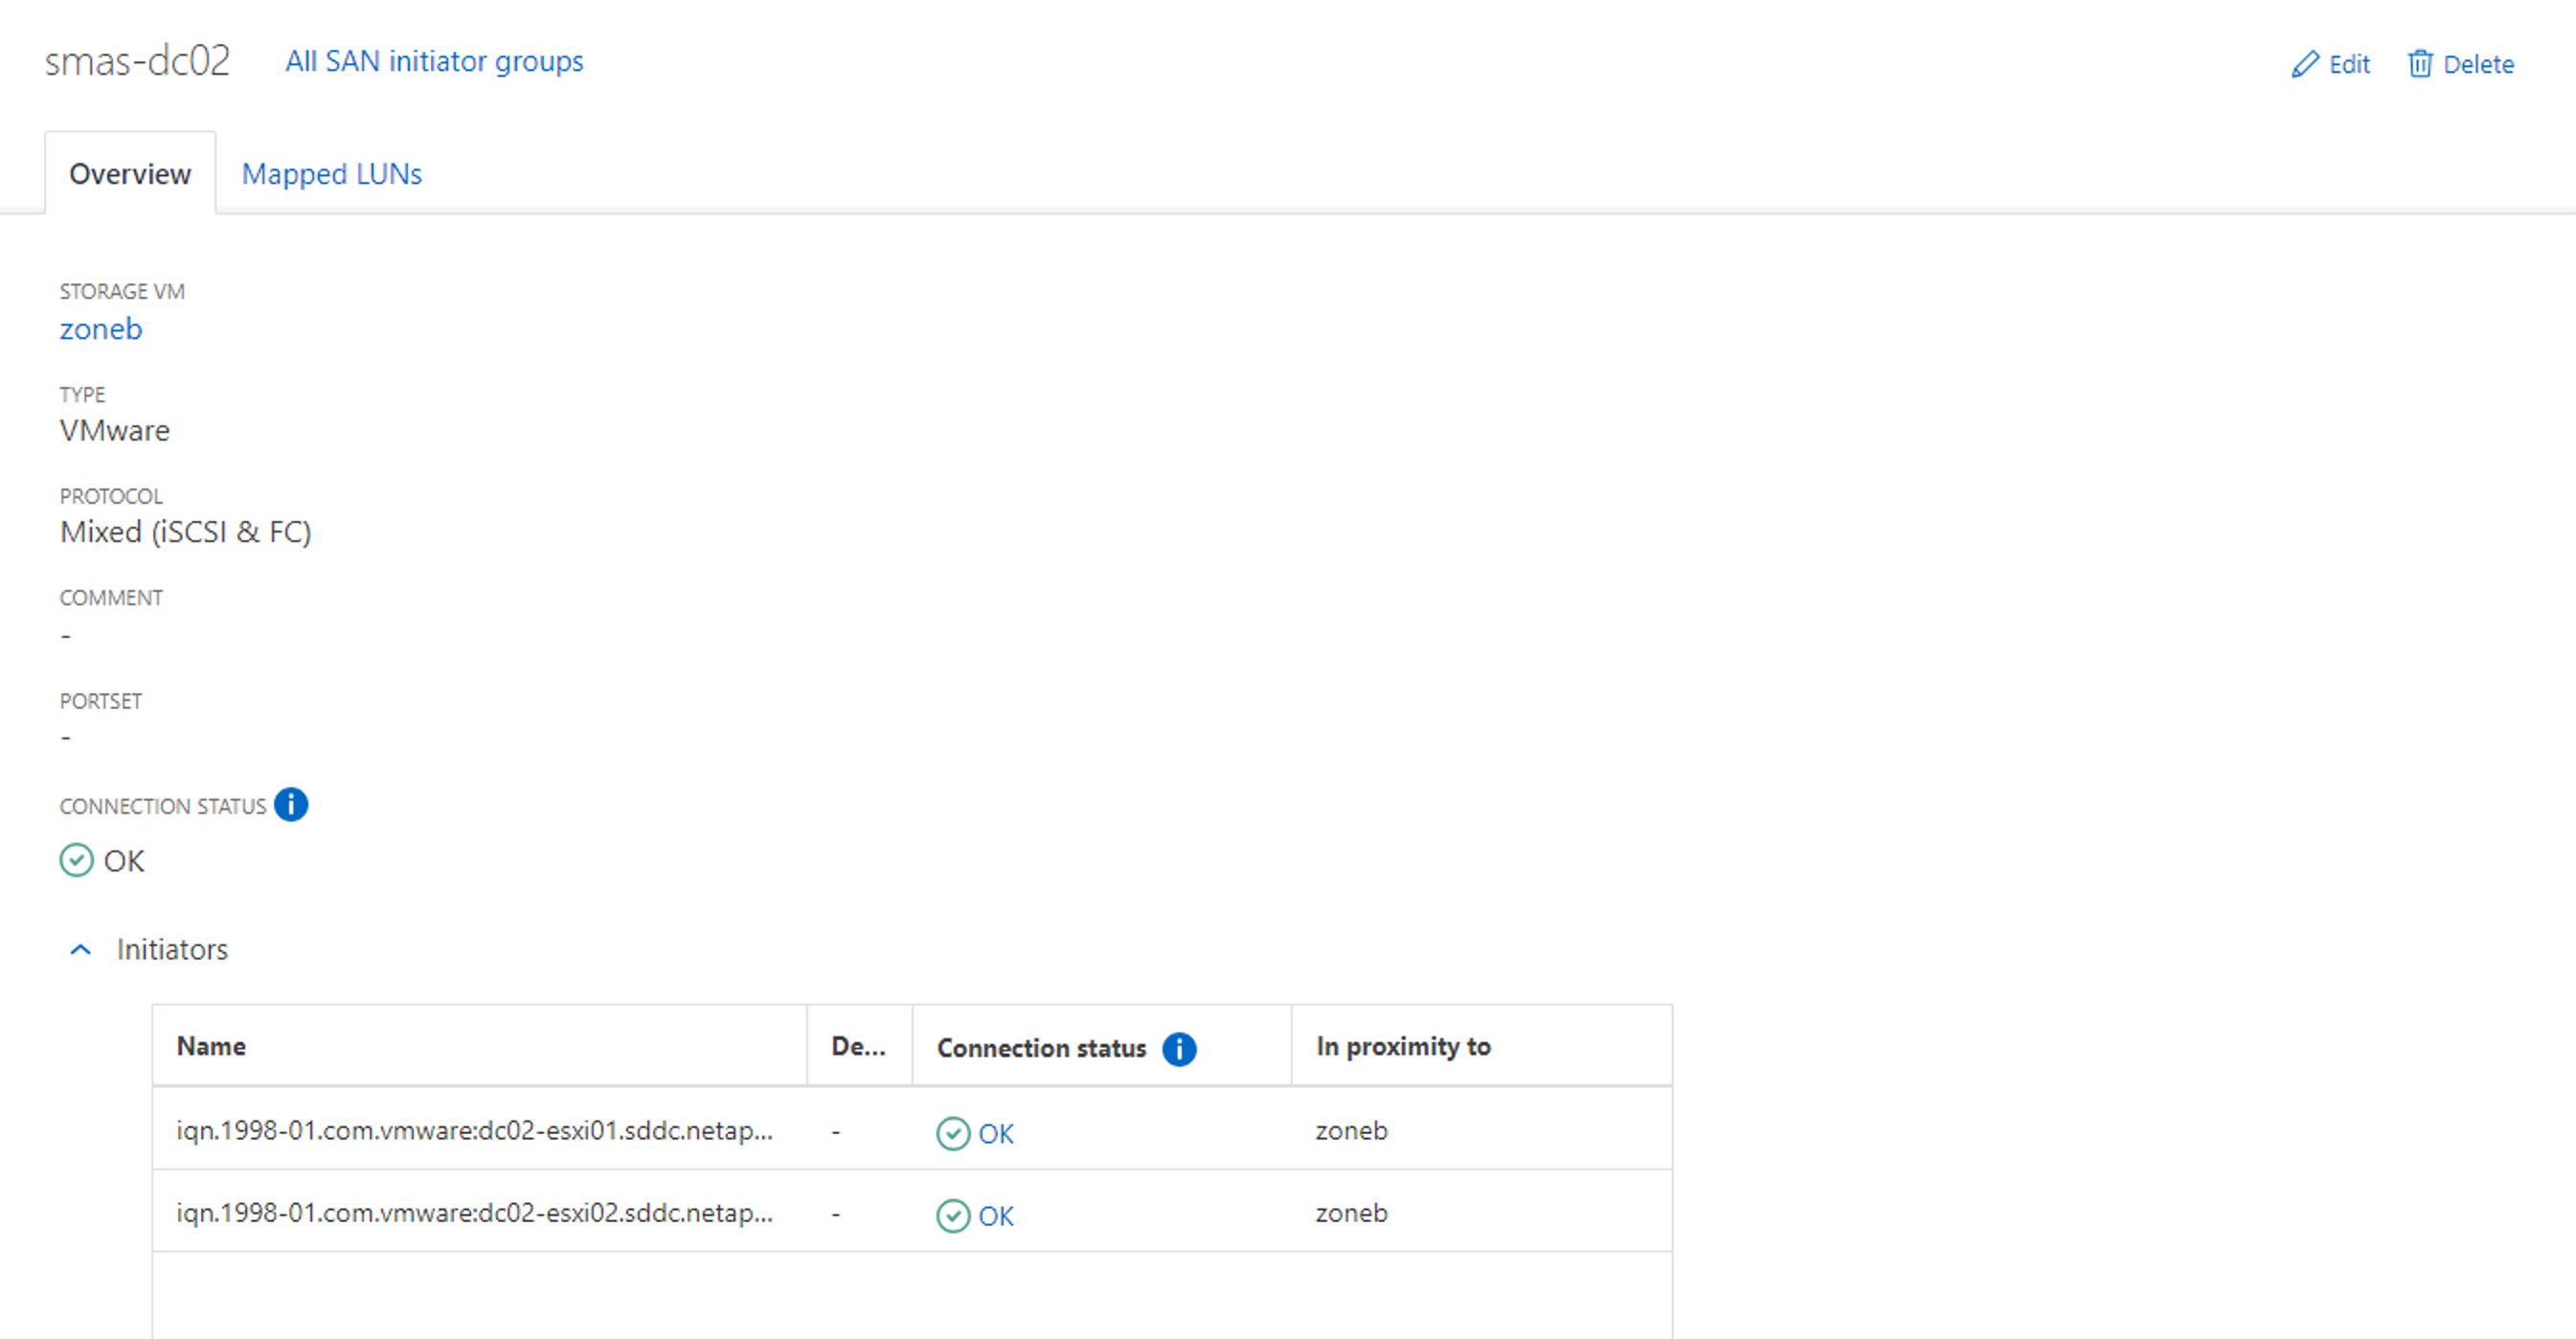 smas-dc02 All SAN initiator groups Edit Delete
Overview Mapped LUNs
STORAGE VM
zoneb
TYPE
VMware
PROTOCOL
Mixed (iSCSI & FC)
COMMENT
-
PORTSET
-
CONNECTION STATUS
OK
Initiators
Name De... Connection status In proximity to
iqn.1998-01.com.vmware:dc02-esxi01.sddc.netap... - OK zoneb
iqn.1998-01.com.vmware:dc02-esxi02.sddc.netap... - OK zoneb